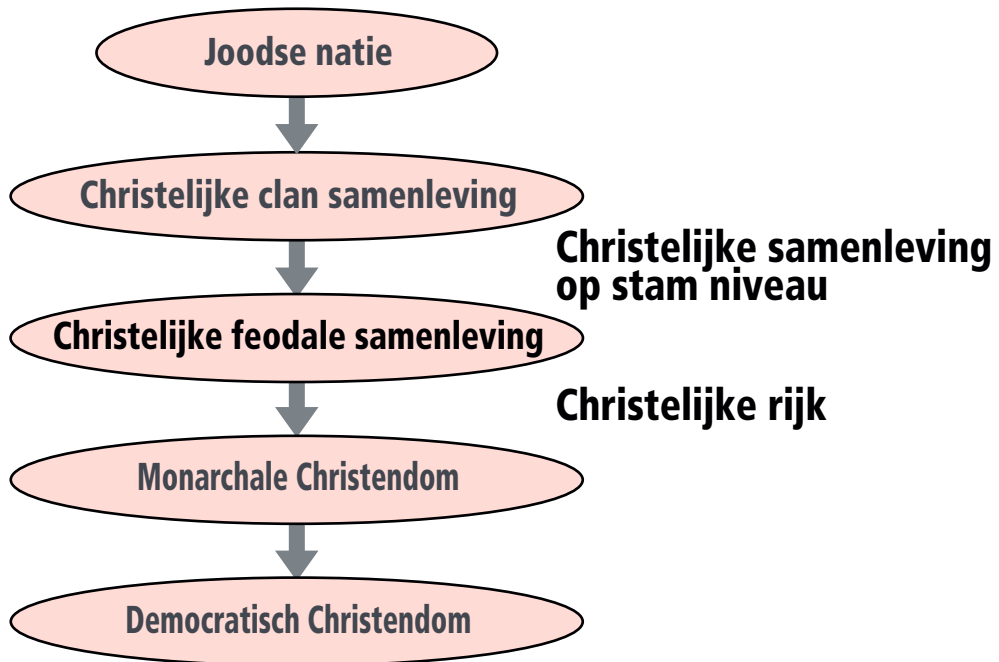 Joodse natie
Christelijke clan samenleving
Christelijke samenleving
op stam niveau
Christelijke feodale samenleving
Christelijke rijk
Monarchale Christendom
Democratisch Christendom